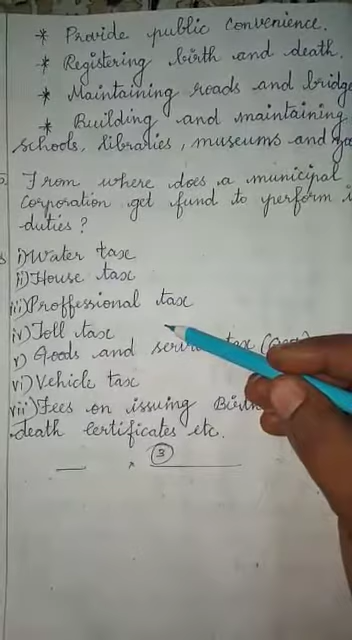 * Provide public convenience.
* Registering birth and death.
* Maintaining roads and bridge
* Building and maintaining
schools, libraries, museums and
From where does a municipal
Corporation get fund to perform
duties?
i) Water tax
ii) House tax
iii) Proffessional tax
iv) Toll tax
v) Goods and tax
vi) Vehicle tax
vii) Fees on issuing Birth
death certificates etc.
3